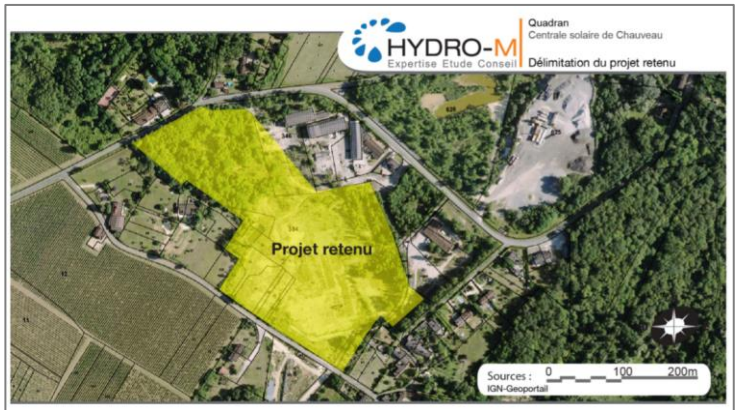 HYDRO-M
Expertise Etude Conseil
Quadran
Centrale solaire de Chauveau
Délimitation du projet retenu
Projet retenu
Sources :
IGN-Geoportail
0 100 200m